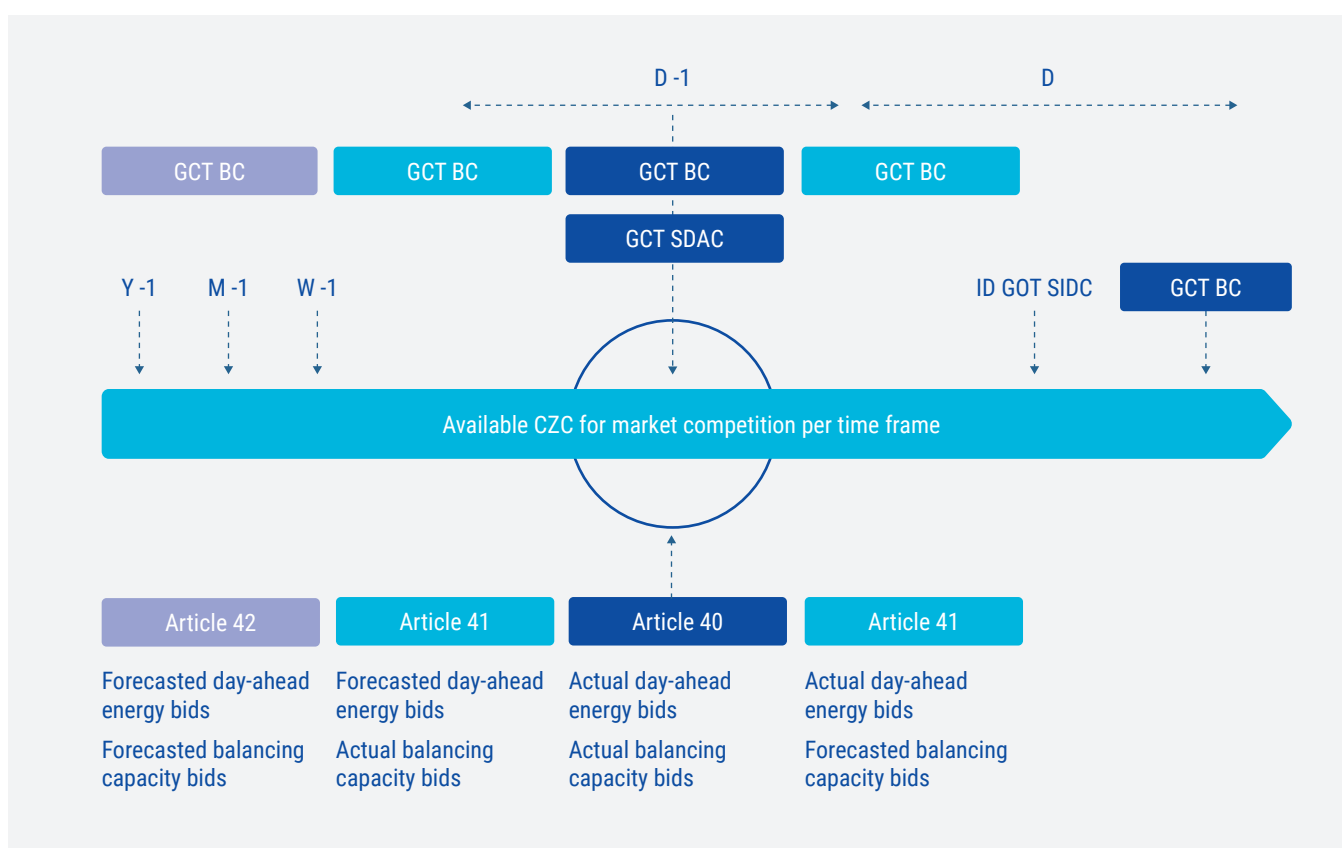 D -1
D
GCT BC
GCT BC
GCT BC
GCT BC
GCT SDAC
Y -1
M -1
W -1
ID GOT SIDC
GCT BC
Available CZC for market competition per time frame
Article 42
Article 41
Article 40
Article 41
Forecasted day-ahead
energy bids
Forecasted balancing
capacity bids
Forecasted day-ahead
energy bids
Actual balancing
capacity bids
Actual day-ahead
energy bids
Actual balancing
capacity bids
Actual day-ahead
energy bids
Forecasted balancing
capacity bids